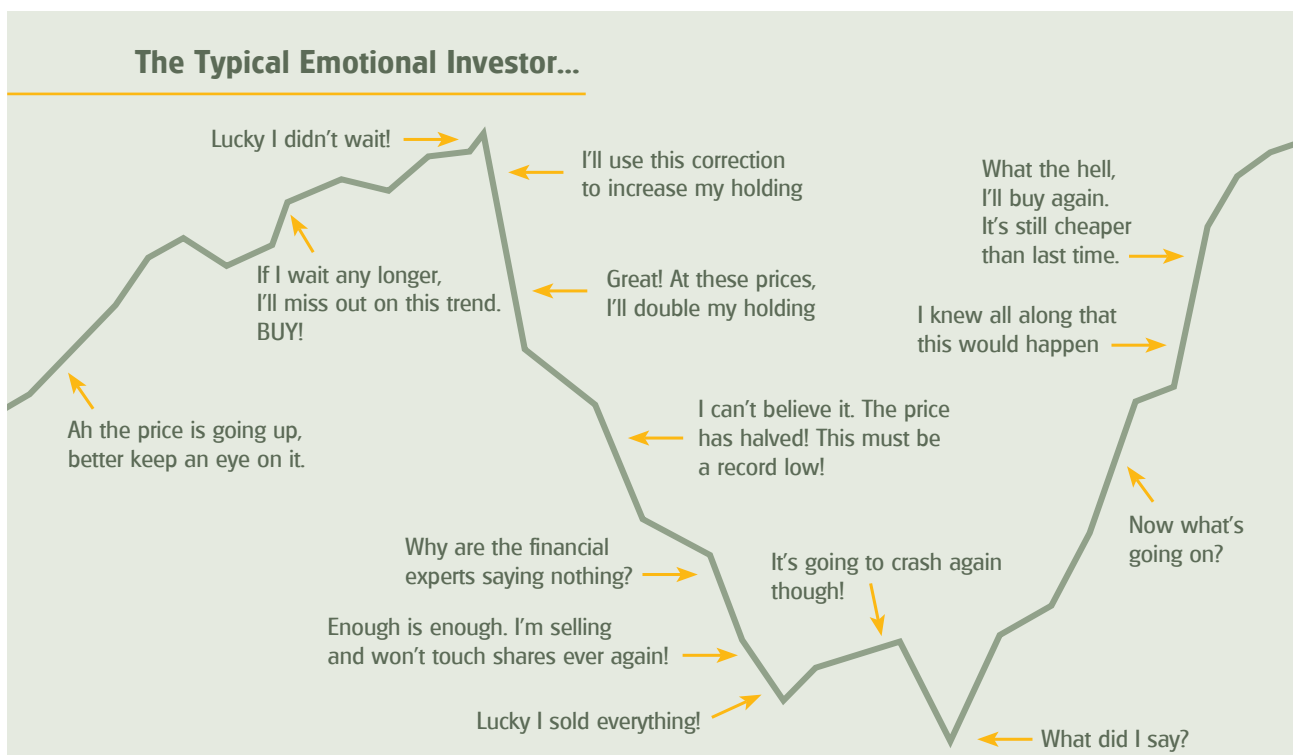 The Typical Emotional Investor...
Ah the price is going up,
better keep an eye on it.
If I wait any longer,
I'll miss out on this trend.
BUY!
Lucky I didn't wait!
I'll use this correction
to increase my holding
Great! At these prices,
I'll double my holding
I can't believe it. The price
has halved! This must be
a record low!
Why are the financial
experts saying nothing?
Enough is enough. I'm selling
and won't touch shares ever again!
Lucky I sold everything!
It's going to crash again
though!
What did I say?
Now what's
going on?
I knew all along that
this would happen
What the hell,
I'll buy again.
It's still cheaper
than last time.